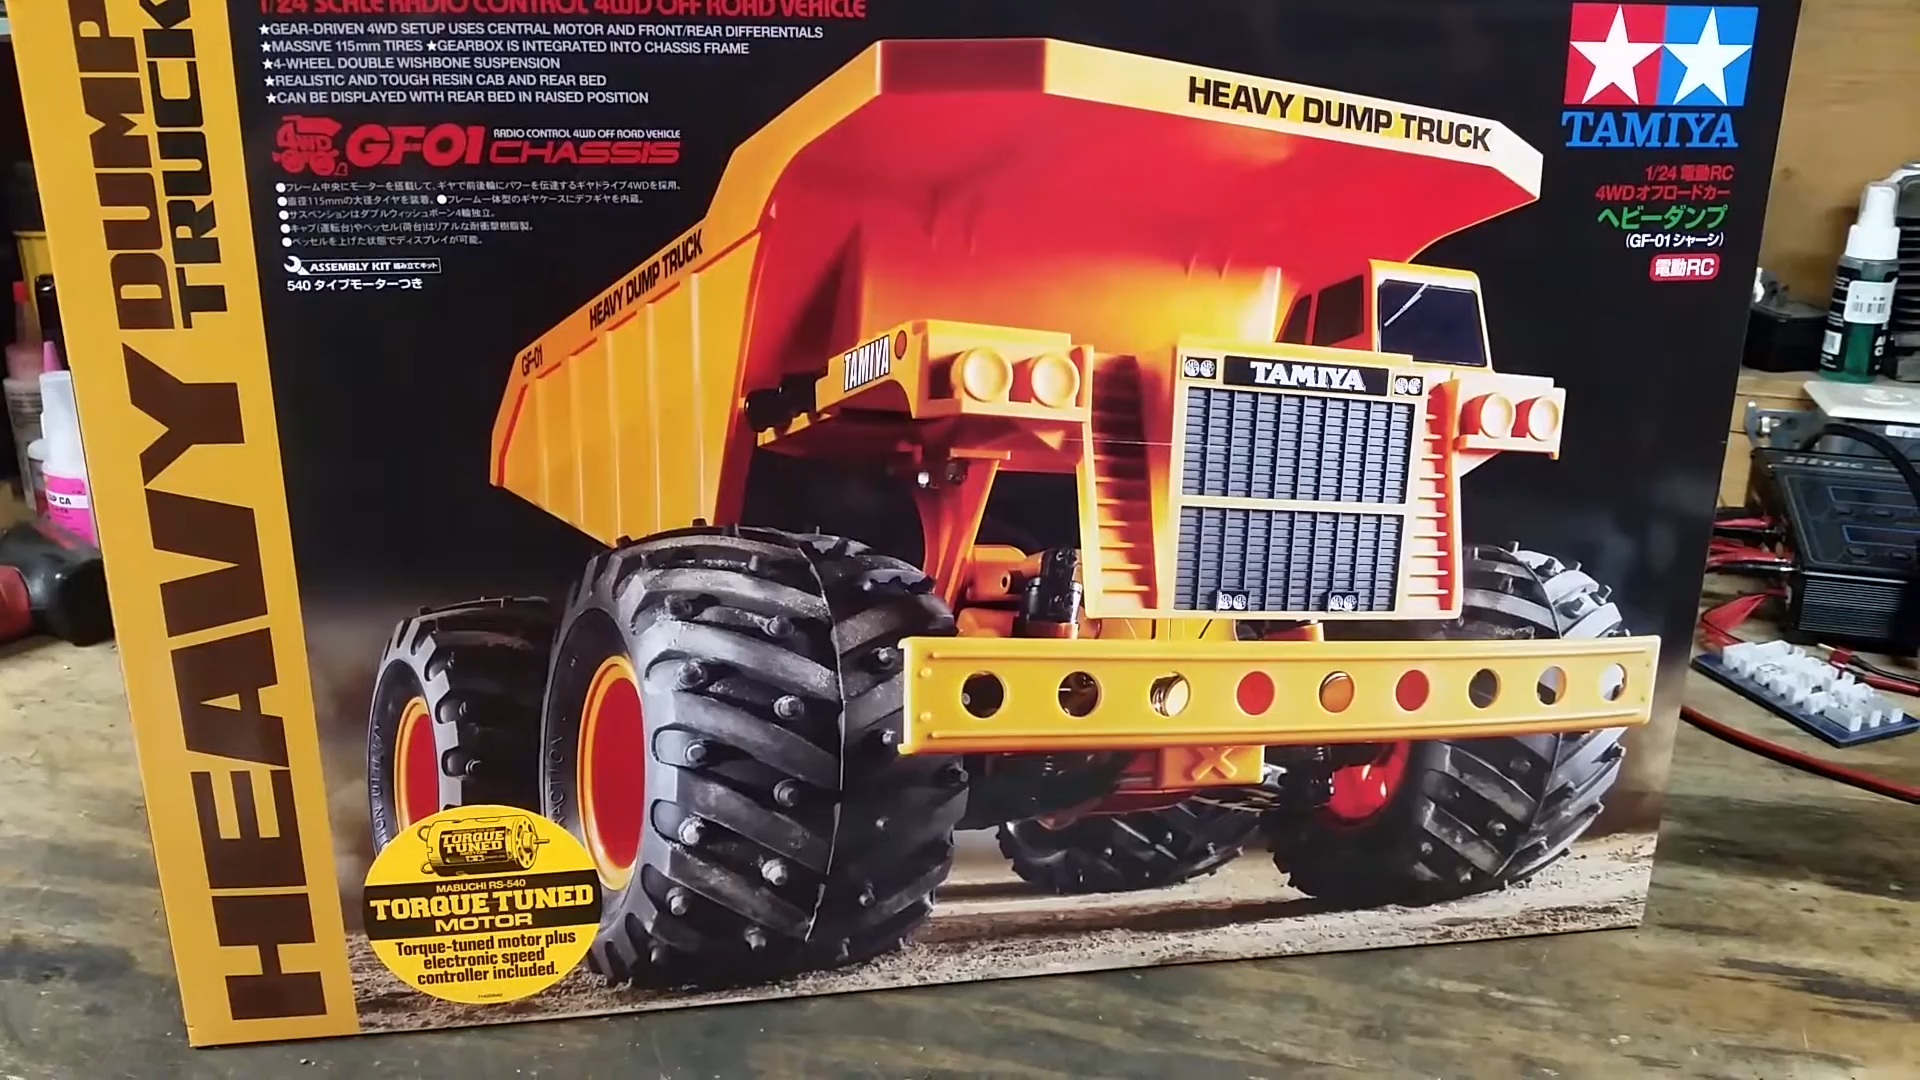 1/24 SCALE RADIO CONTROL 4WD OFF ROAD VEHICLE
★GEAR-DRIVEN 4WD SETUP USES CENTRAL MOTOR AND FRONT/REAR DIFFERENTIALS
★MASSIVE 115mm TIRES ★GEARBOX IS INTEGRATED INTO CHASSIS FRAME
★4-WHEEL DOUBLE WISHBONE SUSPENSION
★REALISTIC AND TOUGH RESIN CAB AND REAR BED
★CAN BE DISPLAYED WITH REAR BED IN RAISED POSITION
4WD
GF01
RADIO CONTROL 4WD OFF ROAD VEHICLE
CHASSIS
●フレーム中央にモーターを搭載して、ギヤで前後輪にパワーを伝達するギヤドライブ4WDを採用。
●直径115mmの大径タイヤを装着。●フレーム一体型のギヤケースにデフギヤを内蔵。
●サスペンションはダブルウィッシュボーン4輪独立。
●キャブ(運転台)やベッセル(荷台)はリアルな耐衝撃樹脂製。
●ベッセルを上げた状態でディスプレイが可能。
ASSEMBLY KIT 組み立てキット
540 タイプモーターつき
HEAVY DUMP
TRUCK
TAMIYA
1/24 電動RC
4WDオフロードカー
ヘビーダンプ
(GF-01シャーシ)
電動RC
HEAVY DUMP TRUCK
HEAVY DUMP TRUCK
GF-01
TAMIYA
TAMIYA
TORQUE
TUNED
MABUCHI RS-540
TORQUE TUNED
MOTOR
Torque-tuned motor plus
electronic speed
controller included.
CA
HITEC